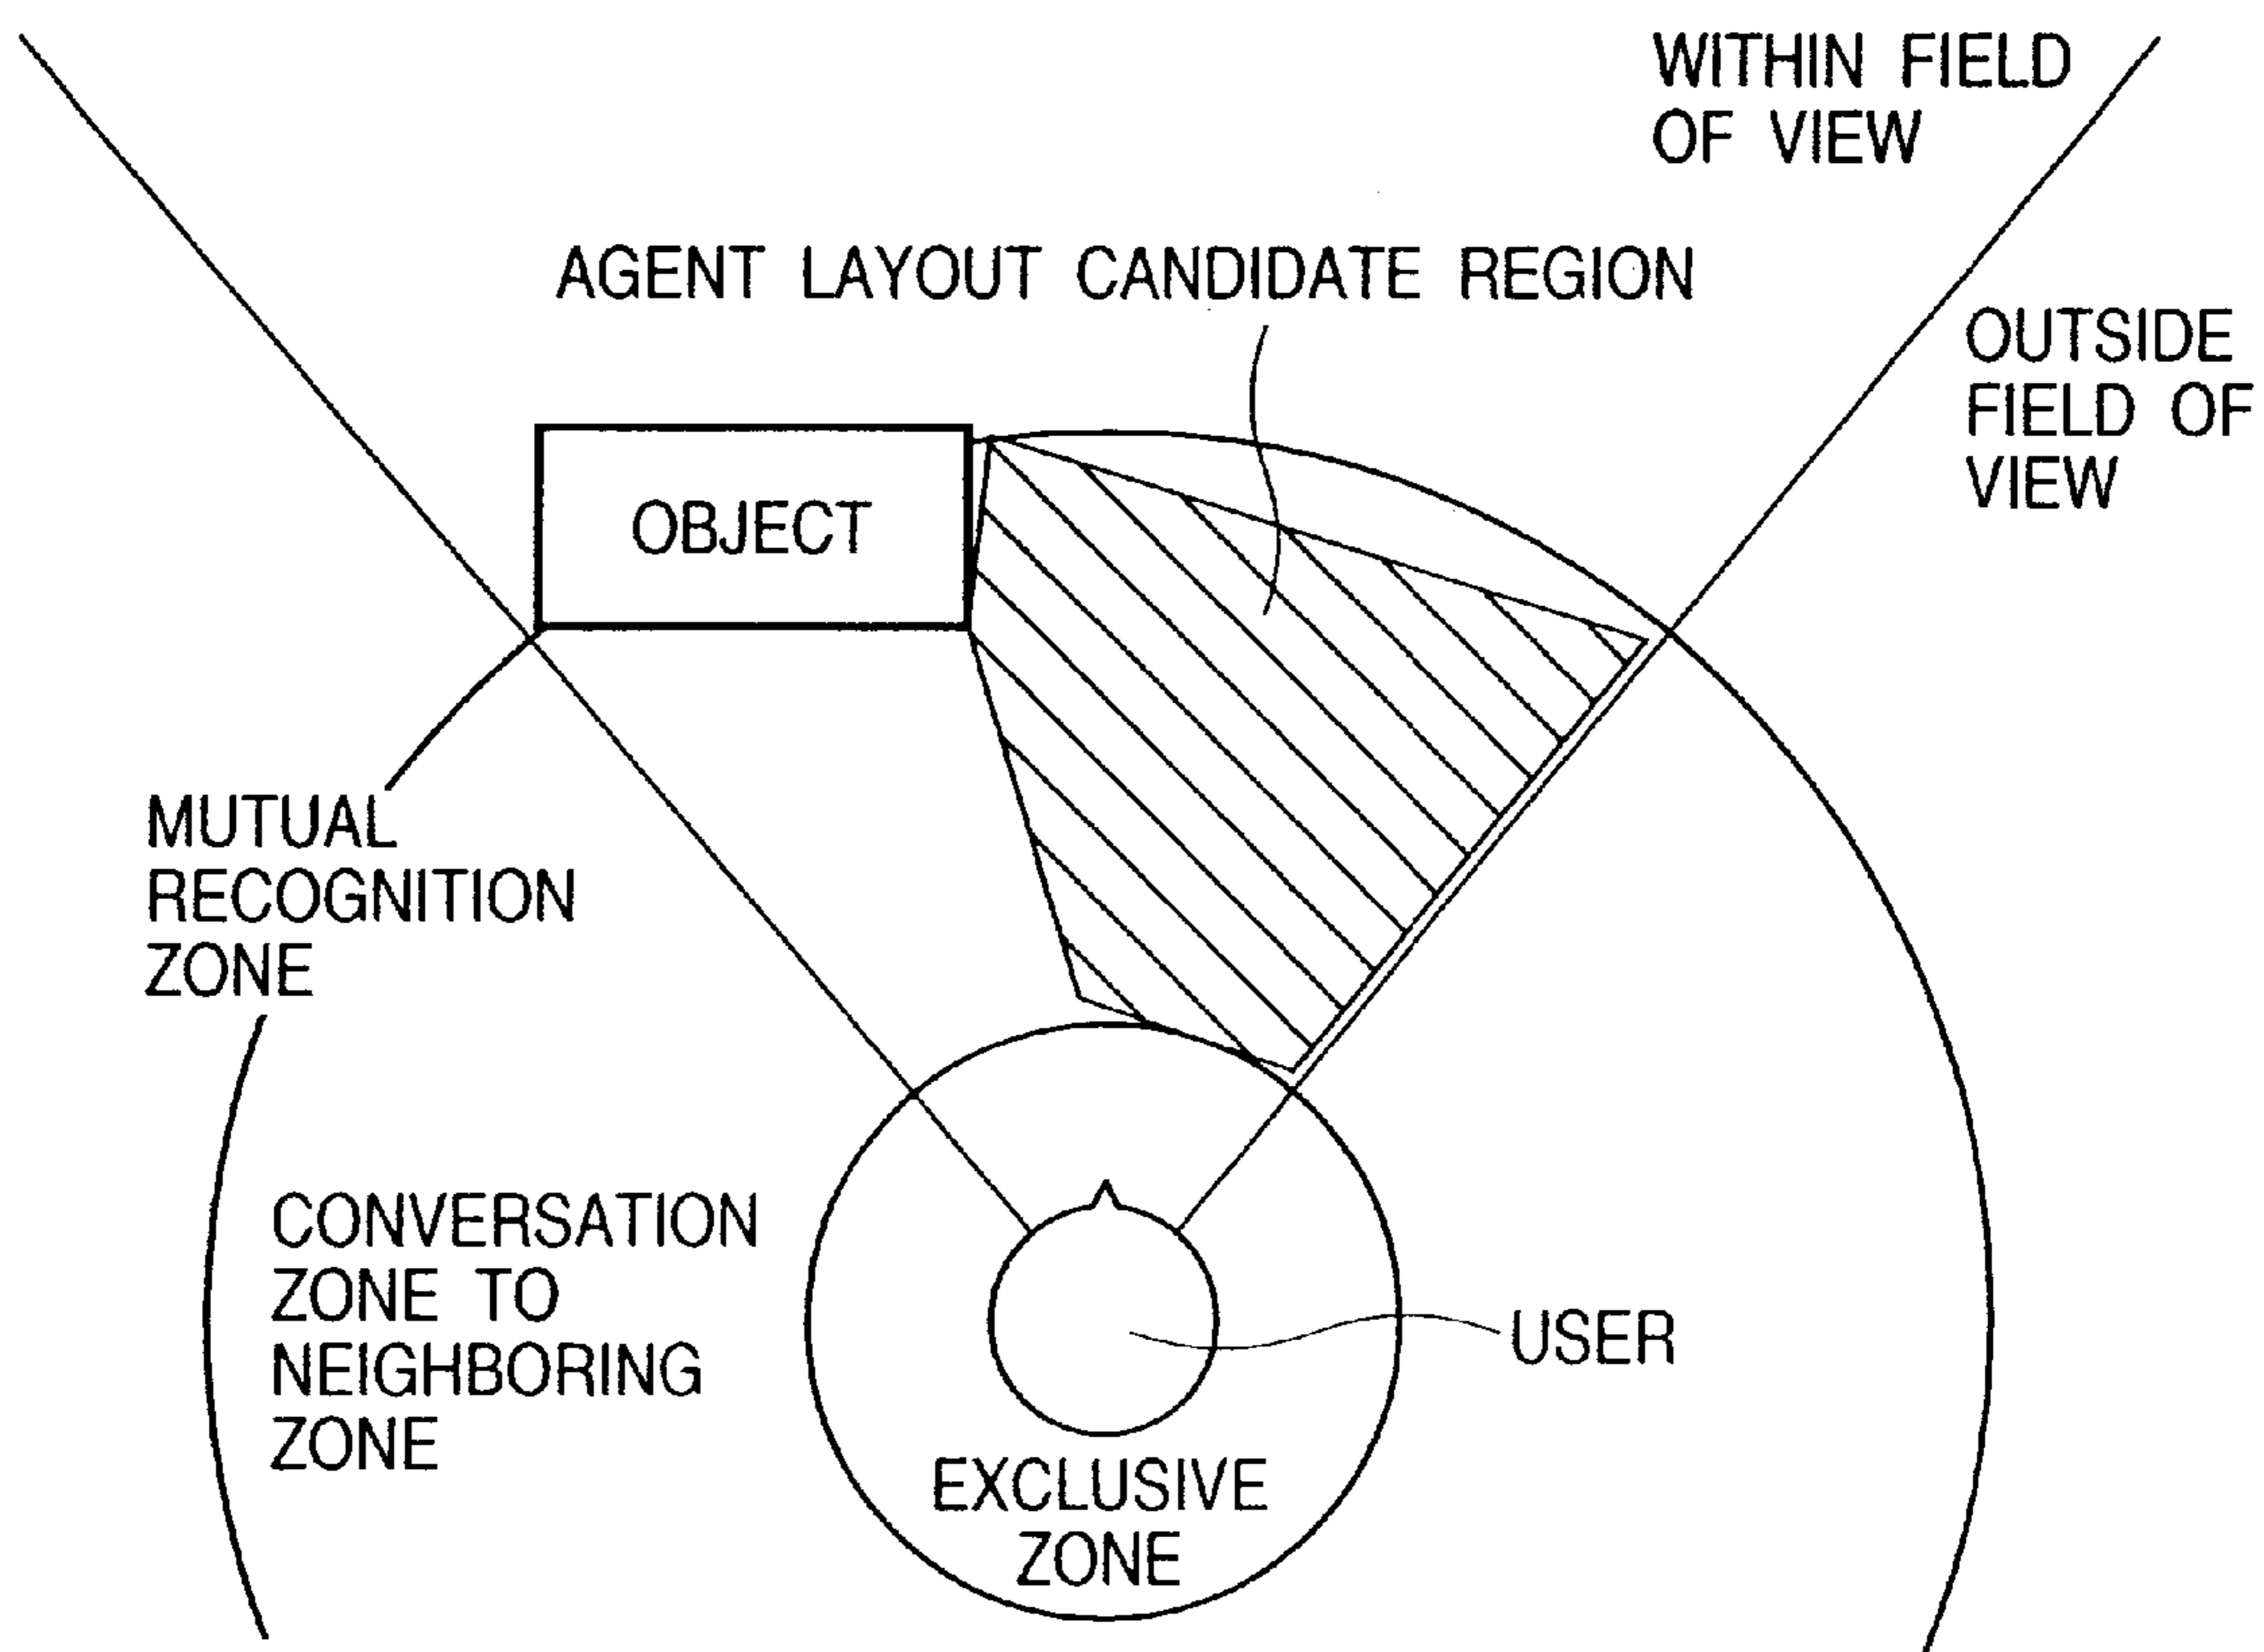 WITHIN FIELD
OF VIEW
AGENT LAYOUT CANDIDATE REGION
OUTSIDE
FIELD OF
VIEW
OBJECT
MUTUAL
RECOGNITION
ZONE
CONVERSATION
ZONE TO
NEIGHBORING
ZONE
USER
EXCLUSIVE
ZONE